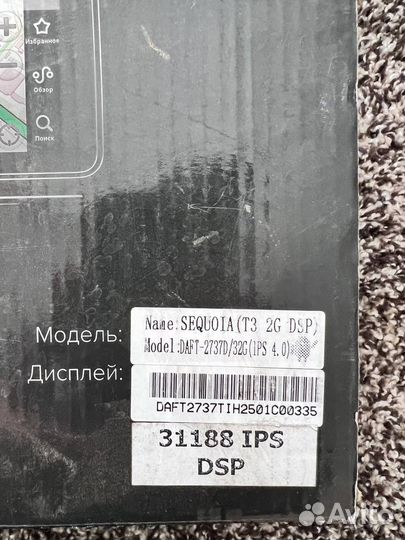 Избранное
Обзор
Поиск
Модель:
Name:SEQUOIA(T3 2G DSP)
Model:DAFT-2737D/32G(IPS 4.0)
Дисплей:
DAFT2737TIH2501C00335
31188 IPS
DSP
Avito